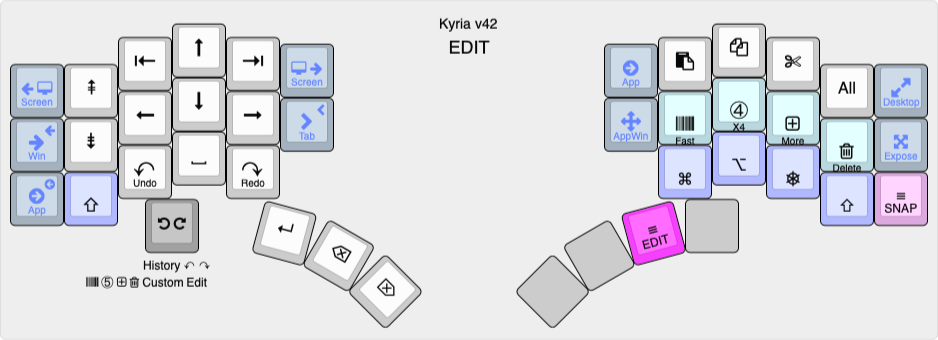 Kyria v42
EDIT
Screen
Screen
App
All
Desktop
Win
Tab
AppWin
Fast
④
X4
More
Delete
Expose
App
Undo
Redo
⌘
⌥
SNAP
EDIT
History ↶ ↷
⑤ Custom Edit